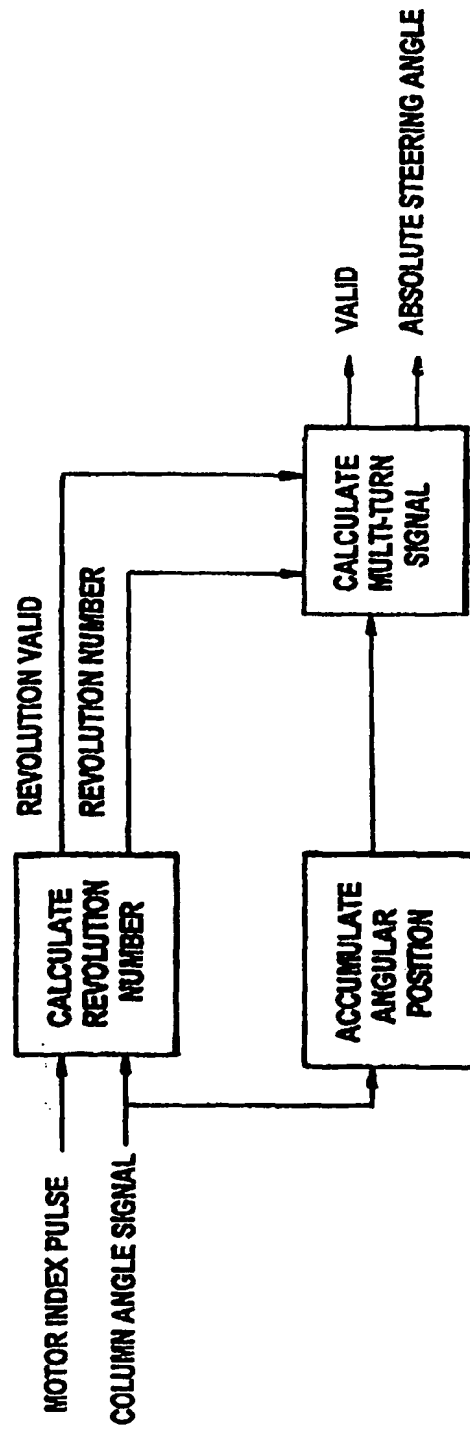 MOTOR INDEX PULSE
COLUMN ANGLE SIGNAL
CALCULATE
REVOLUTION
NUMBER
REVOLUTION VALID
REVOLUTION NUMBER
ACCUMULATE
ANGULAR
POSITION
CALCULATE
MULTI-TURN
SIGNAL
VALID
ABSOLUTE STEERING ANGLE